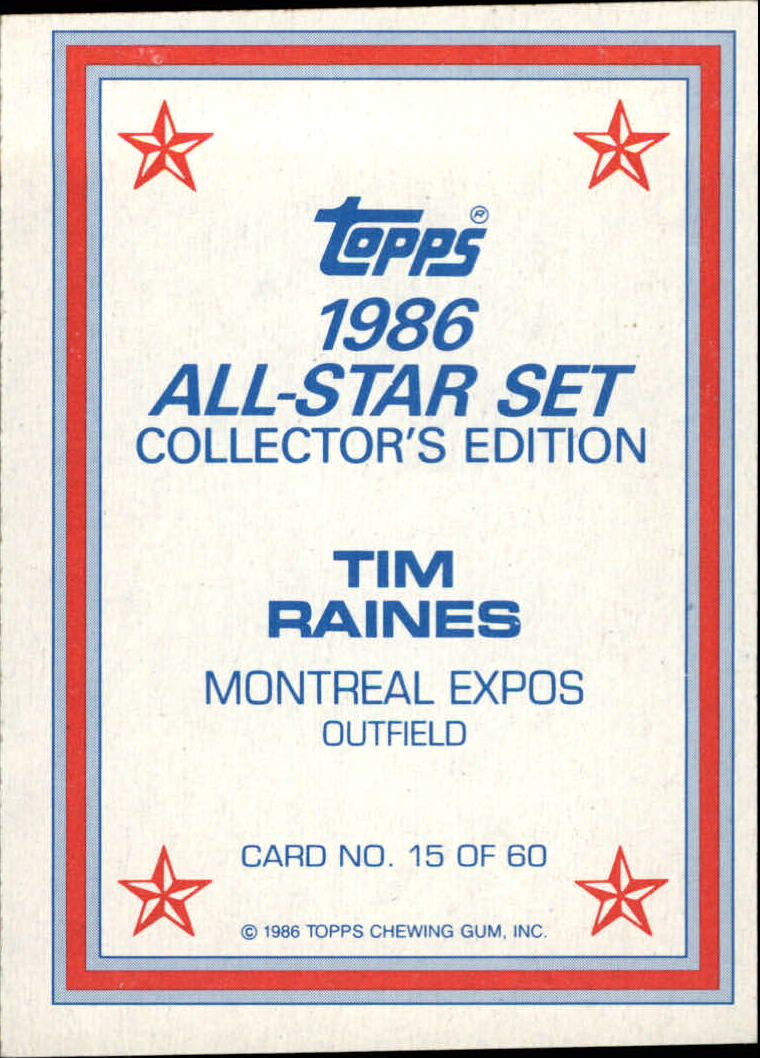 Topps®
1986
ALL-STAR SET
COLLECTOR'S EDITION
TIM
RAINES
MONTREAL EXPOS
OUTFIELD
CARD NO. 15 OF 60
© 1986 TOPPS CHEWING GUM, INC.